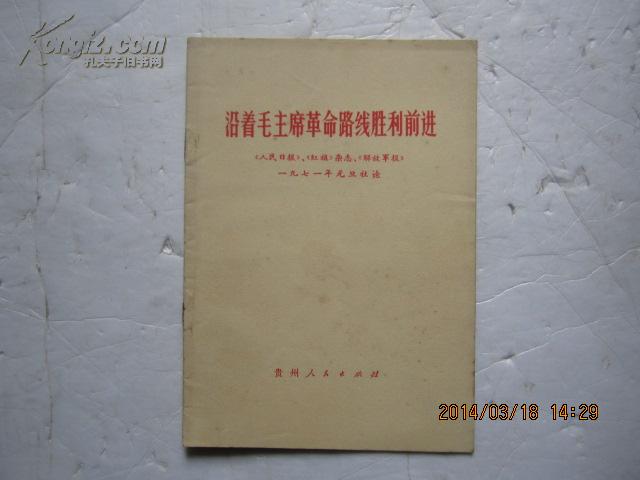 Kongfz.com
孔夫子旧书网
沿着毛主席革命路线胜利前进
《人民日报》、《红旗》杂志、《解放军报》
一九七一年元旦社论
贵州人民出版社
2014/03/18 14:29